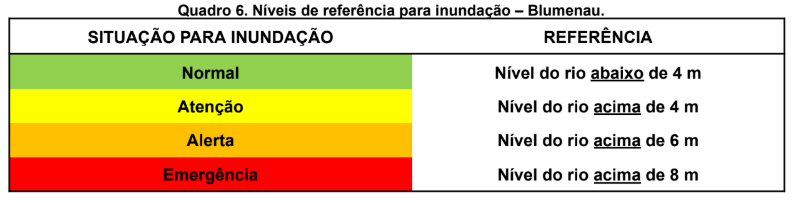 Quadro 6. Níveis de referência para inundação – Blumenau.
SITUAÇÃO PARA INUNDAÇÃO REFERÊNCIA
Normal Nível do rio abaixo de 4 m
Atenção Nível do rio acima de 4 m
Alerta Nível do rio acima de 6 m
Emergência Nível do rio acima de 8 m